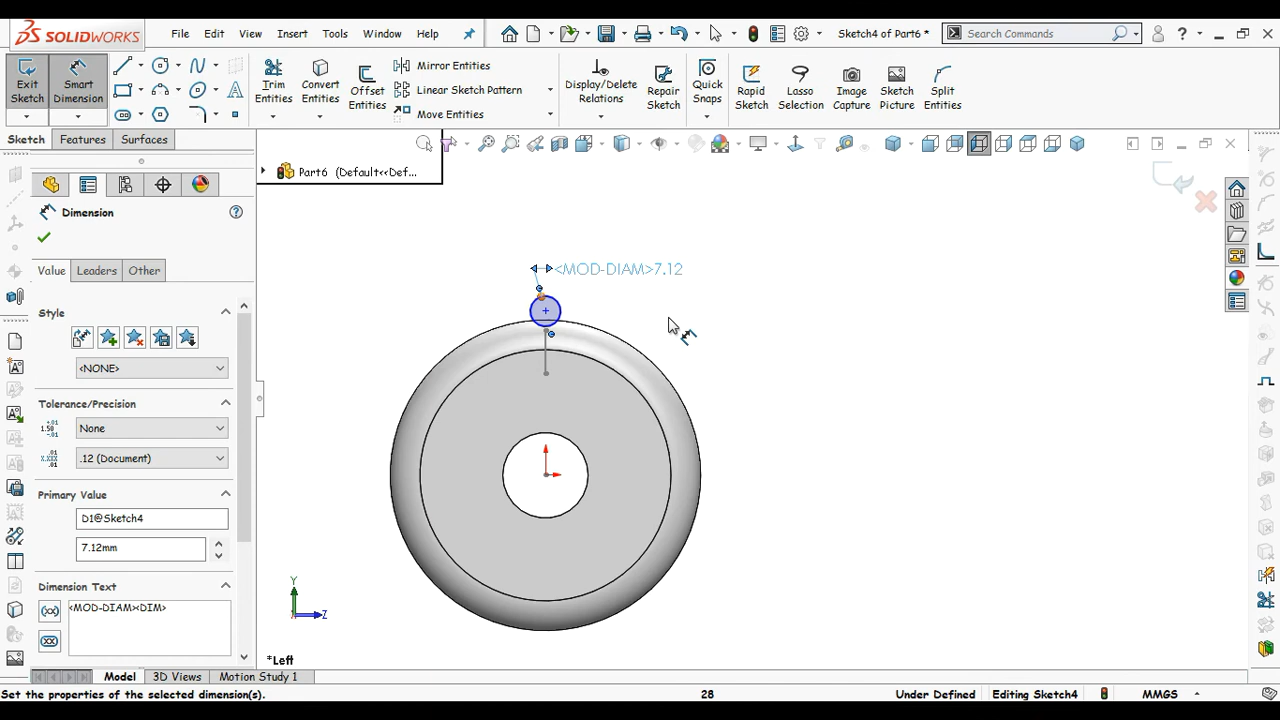 SOLIDWORKS
File Edit View Insert Tools Window Help
Sketch4 of Part6 *
Search Commands
Exit Sketch
Smart Dimension
Trim Entities
Convert Entities
Offset Entities
Mirror Entities
Linear Sketch Pattern
Move Entities
Display/Delete Relations
Repair Sketch
Quick Snaps
Rapid Sketch
Lasso Selection
Image Capture
Sketch Picture
Split Entities
Sketch Features Surfaces
Part6 (Default<<Def...
Dimension
Value Leaders Other
Style
<NONE>
Tolerance/Precision
None
.12 (Document)
Primary Value
D1@Sketch4
7.12mm
Dimension Text
<MOD-DIAM><DIM>
<MOD-DIAM>7.12
Y
Z
*Left
Model 3D Views Motion Study 1
Set the properties of the selected dimension(s).
28
Under Defined
Editing Sketch4
MMGS